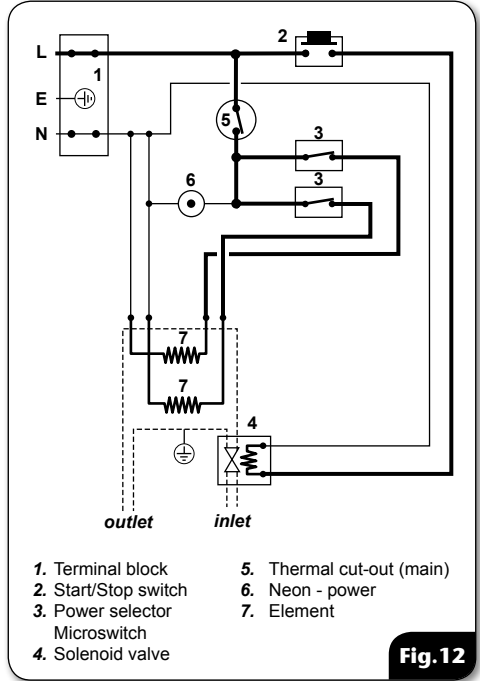 L
E
N
1
2
5
3
3
6
7
7
4
outlet
inlet
1. Terminal block
2. Start/Stop switch
3. Power selector
Microswitch
4. Solenoid valve
5. Thermal cut-out (main)
6. Neon - power
7. Element
Fig.12